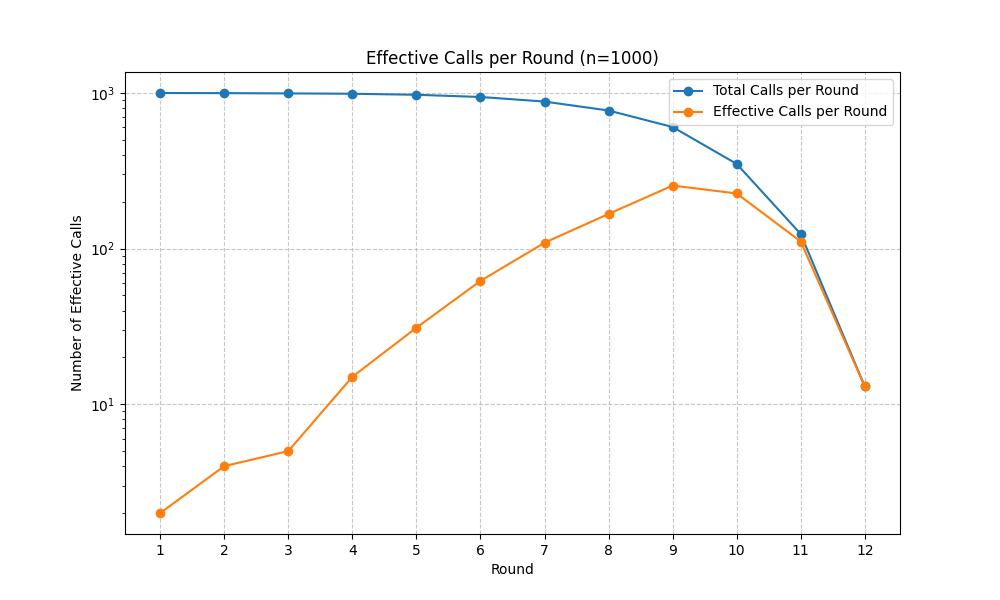 Effective Calls per Round (n=1000)
Total Calls per Round
Effective Calls per Round
Number of Effective Calls
10³
10²
10¹
1 2 3 4 5 6 7 8 9 10 11 12
Round